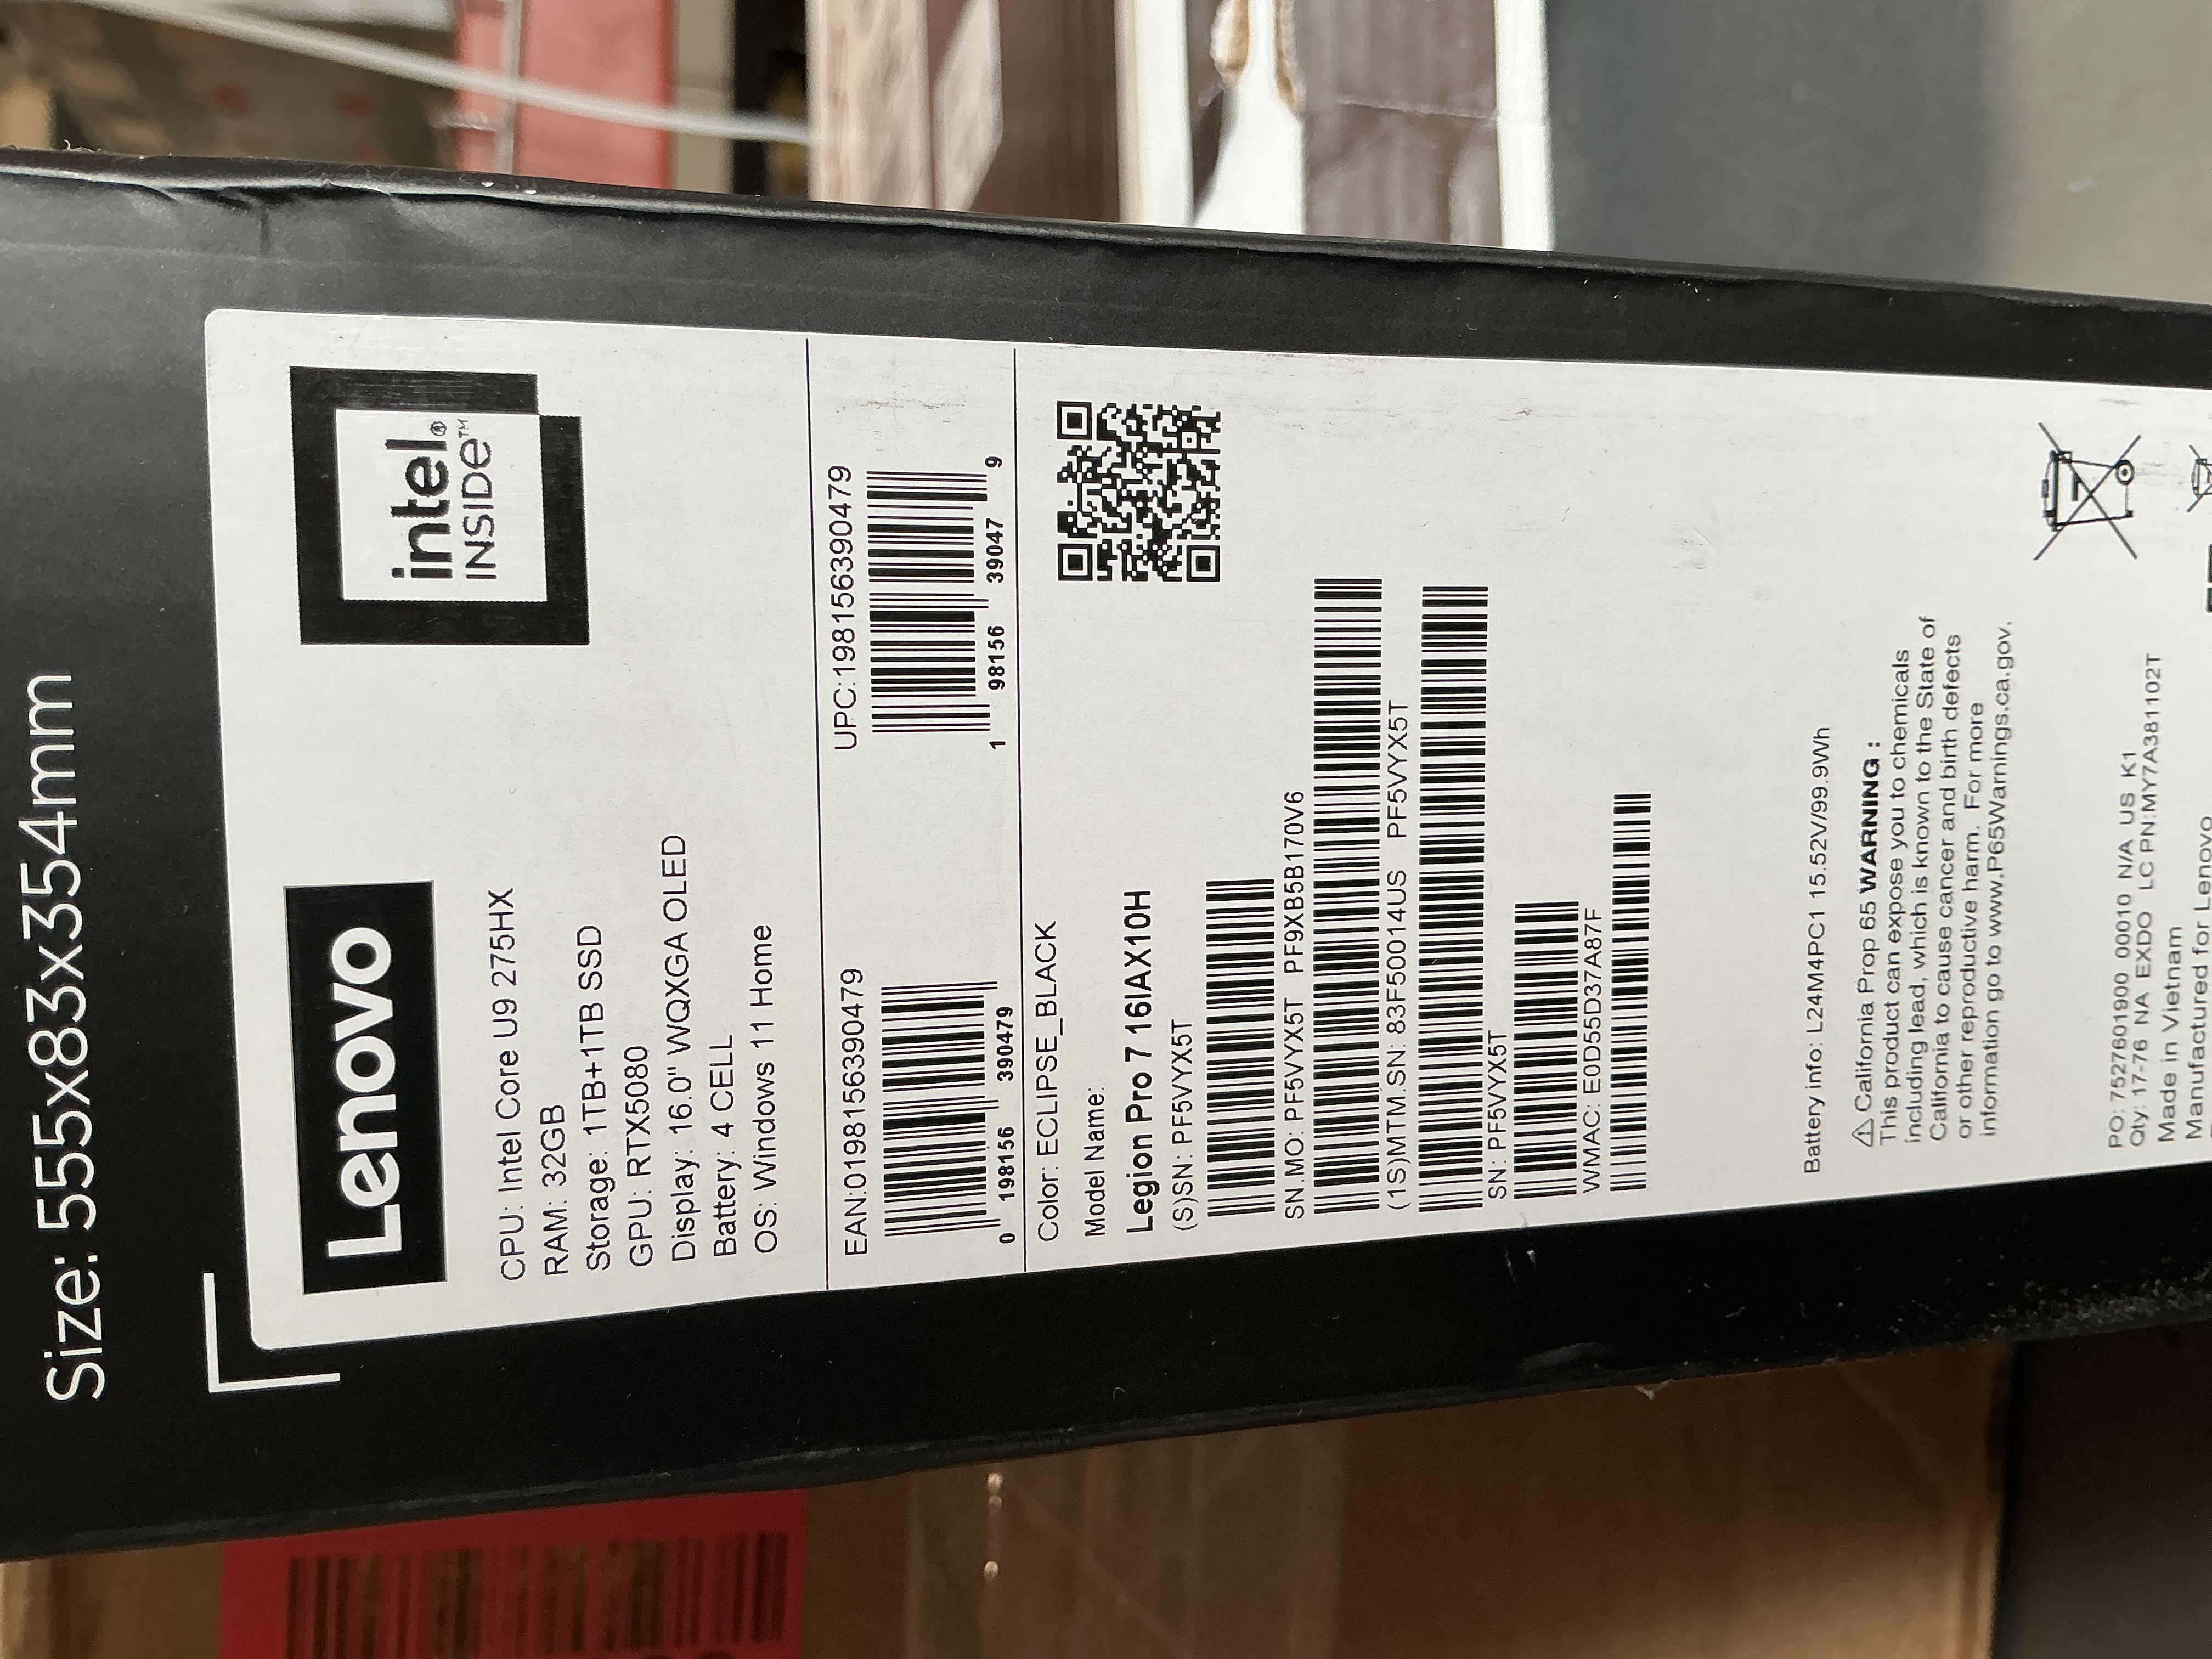 Size: 555x83x354mm
Lenovo
intel®
INSIDE™
CPU: Intel Core U9 275HX
RAM: 32GB
Storage: 1TB+1TB SSD
GPU: RTX5080
Display: 16.0" WQXGA OLED
Battery: 4 CELL
OS: Windows 11 Home
EAN:0198156390479
0 198156 390479
UPC:198156390479
1 98156 39047 9
Color: ECLIPSE_BLACK
Model Name:
Legion Pro 7 16IAX10H
(S)SN: PF5VYX5T
SN.MO: PF5VYX5T PF9XB5B170V6
(1S)MTM.SN: 83F50014US PF5VYX5T
SN: PF5VYX5T
WMAC: E0D55D37A87F
Battery info: L24M4PC1 15.52V/99.9Wh
⚠ California Prop 65 WARNING :
This product can expose you to chemicals
including lead, which is known to the State of
California to cause cancer and birth defects
or other reproductive harm. For more
information go to www.P65Warnings.ca.gov.
PO: 7527601900 00010 N/A US K1
Qty: 17-76 NA EXDO LC PN:MY7A381102T
Made in Vietnam
Manufactured for Lenovo